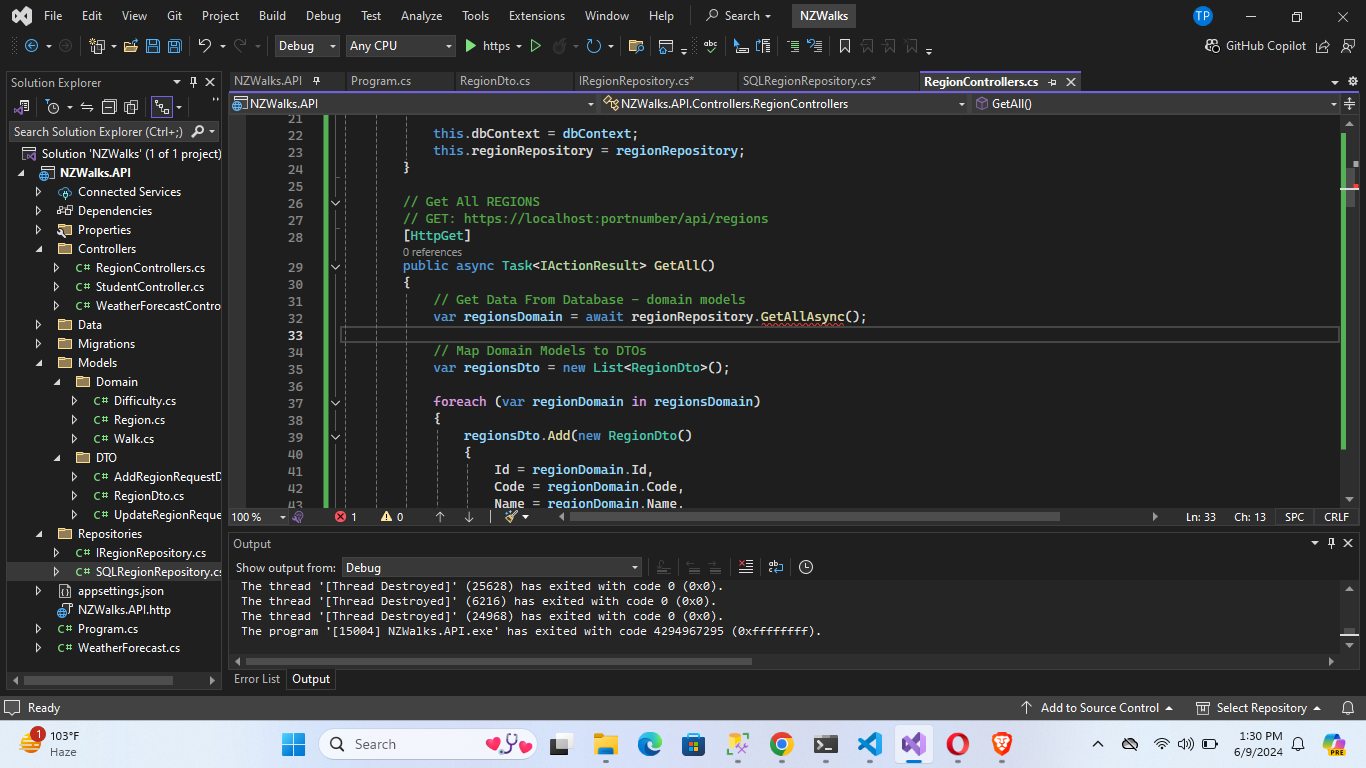 File Edit View Git Project Build Debug Test Analyze Tools Extensions Window Help Search NZWalks TP
Debug Any CPU https GitHub Copilot
Solution Explorer
Search Solution Explorer (Ctrl+;)
Solution 'NZWalks' (1 of 1 project)
NZWalks.API
Connected Services
Dependencies
Properties
Controllers
C# RegionControllers.cs
C# StudentController.cs
C# WeatherForecastContro
Data
Migrations
Models
Domain
C# Difficulty.cs
C# Region.cs
C# Walk.cs
DTO
C# AddRegionRequestD
C# RegionDto.cs
C# UpdateRegionReque
Repositories
C# IRegionRepository.cs
C# SQLRegionRepository.cs
appsettings.json
NZWalks.API.http
C# Program.cs
C# WeatherForecast.cs
NZWalks.API Program.cs RegionDto.cs IRegionRepository.cs* SQLRegionRepository.cs* RegionControllers.cs
NZWalks.API NZWalks.API.Controllers.RegionControllers GetAll()
21
22 this.dbContext = dbContext;
23 this.regionRepository = regionRepository;
24 }
25
26 // Get All REGIONS
27 // GET: https://localhost:portnumber/api/regions
28 [HttpGet]
0 references
29 public async Task<IActionResult> GetAll()
30 {
31 // Get Data From Database - domain models
32 var regionsDomain = await regionRepository.GetAllAsync();
33
34 // Map Domain Models to DTOs
35 var regionsDto = new List<RegionDto>();
36
37 foreach (var regionDomain in regionsDomain)
38 {
39 regionsDto.Add(new RegionDto()
40 {
41 Id = regionDomain.Id,
42 Code = regionDomain.Code,
43 Name = regionDomain.Name,
100 % 1 0 Ln: 33 Ch: 13 SPC CRLF
Output
Show output from: Debug
The thread '[Thread Destroyed]' (25628) has exited with code 0 (0x0).
The thread '[Thread Destroyed]' (6216) has exited with code 0 (0x0).
The thread '[Thread Destroyed]' (24968) has exited with code 0 (0x0).
The program '[15004] NZWalks.API.exe' has exited with code 4294967295 (0xffffffff).
Error List Output
Ready Add to Source Control Select Repository
1 103°F
Haze
Search
1:30 PM
6/9/2024
PRE